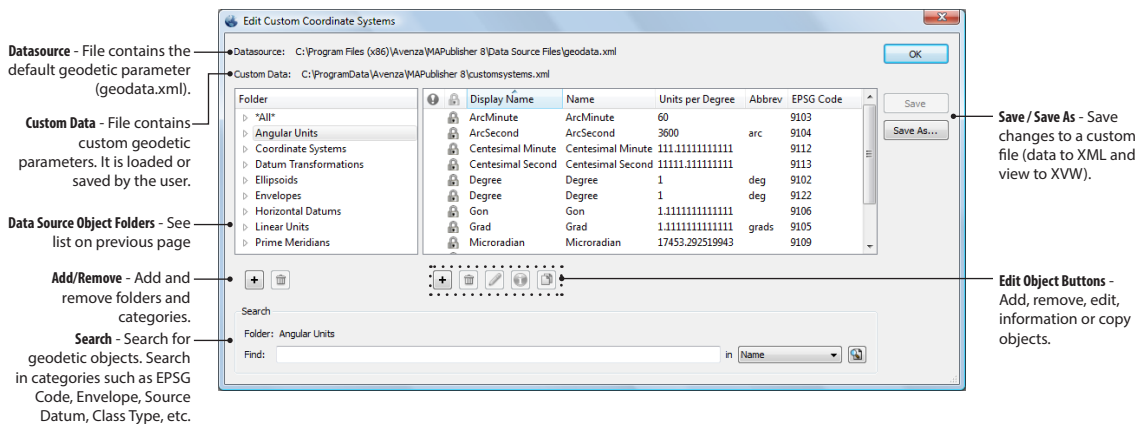 Edit Custom Coordinate Systems
Datasource - File contains the
default geodetic parameter
(geodata.xml).
Custom Data - File contains
custom geodetic
parameters. It is loaded or
saved by the user.
Data Source Object Folders - See
list on previous page
Add/Remove - Add and
remove folders and
categories.
Search - Search for
geodetic objects. Search
in categories such as EPSG
Code, Envelope, Source
Datum, Class Type, etc.
Datasource: C:\Program Files (x86)\Avenza\MAPublisher 8\Data Source Files\geodata.xml
Custom Data: C:\ProgramData\Avenza\MAPublisher 8\customsystems.xml
Folder
*All*
Angular Units
Coordinate Systems
Datum Transformations
Ellipsoids
Envelopes
Horizontal Datums
Linear Units
Prime Meridians
Display Name Name Units per Degree Abbrev EPSG Code
ArcMinute ArcMinute 60 9103
ArcSecond ArcSecond 3600 arc 9104
Centesimal Minute Centesimal Minute 111.11111111111 9112
Centesimal Second Centesimal Second 11111.111111111 9113
Degree Degree 1 deg 9102
Degree Degree 1 deg 9122
Gon Gon 1.1111111111111 9106
Grad Grad 1.1111111111111 grads 9105
Microradian Microradian 17453.292519943 9109
Search
Folder: Angular Units
Find: in Name
OK
Save
Save As...
Save / Save As - Save
changes to a custom
file (data to XML and
view to XVW).
Edit Object Buttons -
Add, remove, edit,
information or copy
objects.